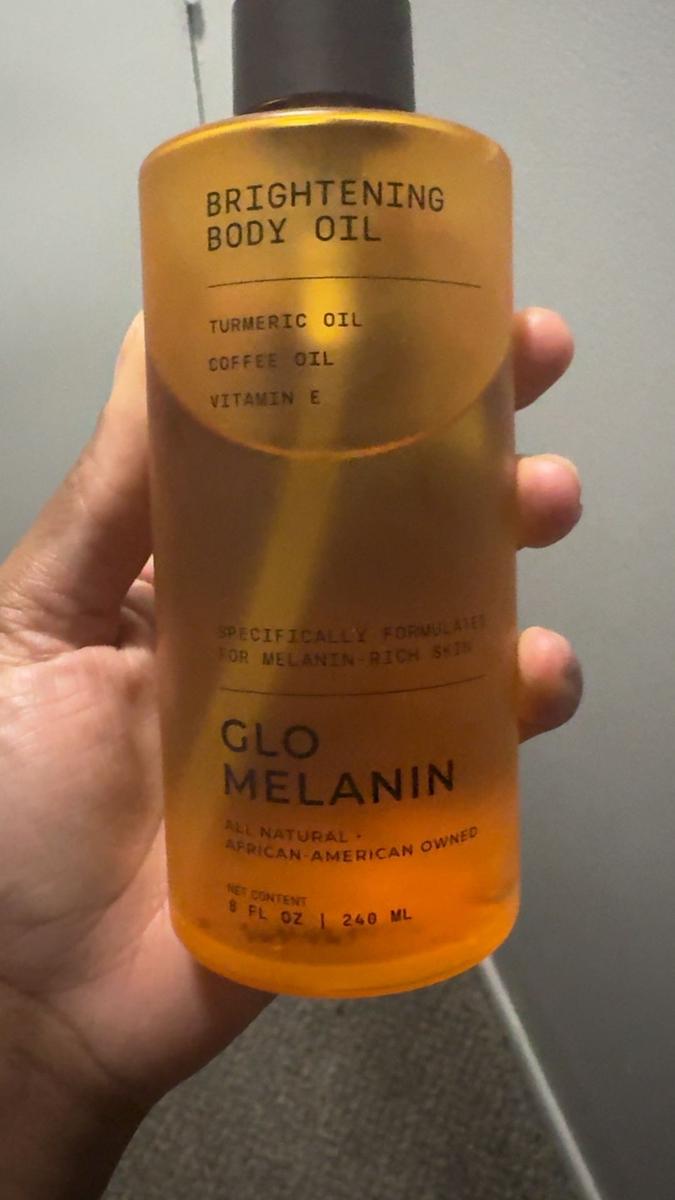 BRIGHTENING
BODY OIL
TURMERIC OIL
COFFEE OIL
VITAMIN E
SPECIFICALLY FORMULATED
FOR MELANIN-RICH SKIN
GLO
MELANIN
ALL NATURAL •
AFRICAN-AMERICAN OWNED
NET CONTENT
8 FL OZ | 240 ML